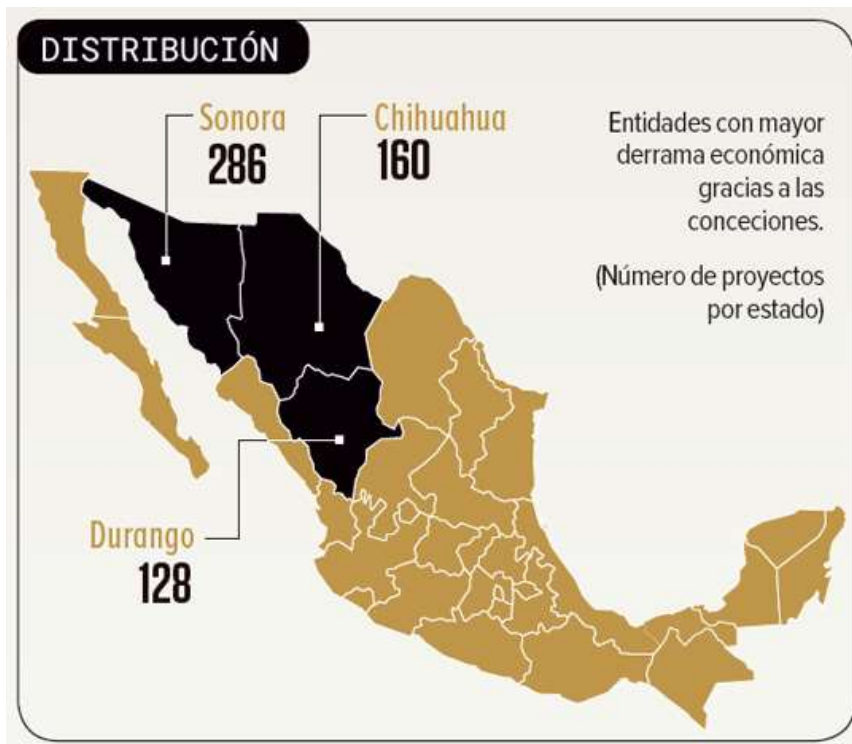 DISTRIBUCIÓN
Sonora
286
Chihuahua
160
Entidades con mayor
derrama económica
gracias a las
conceciones.
(Número de proyectos
por estado)
Durango
128